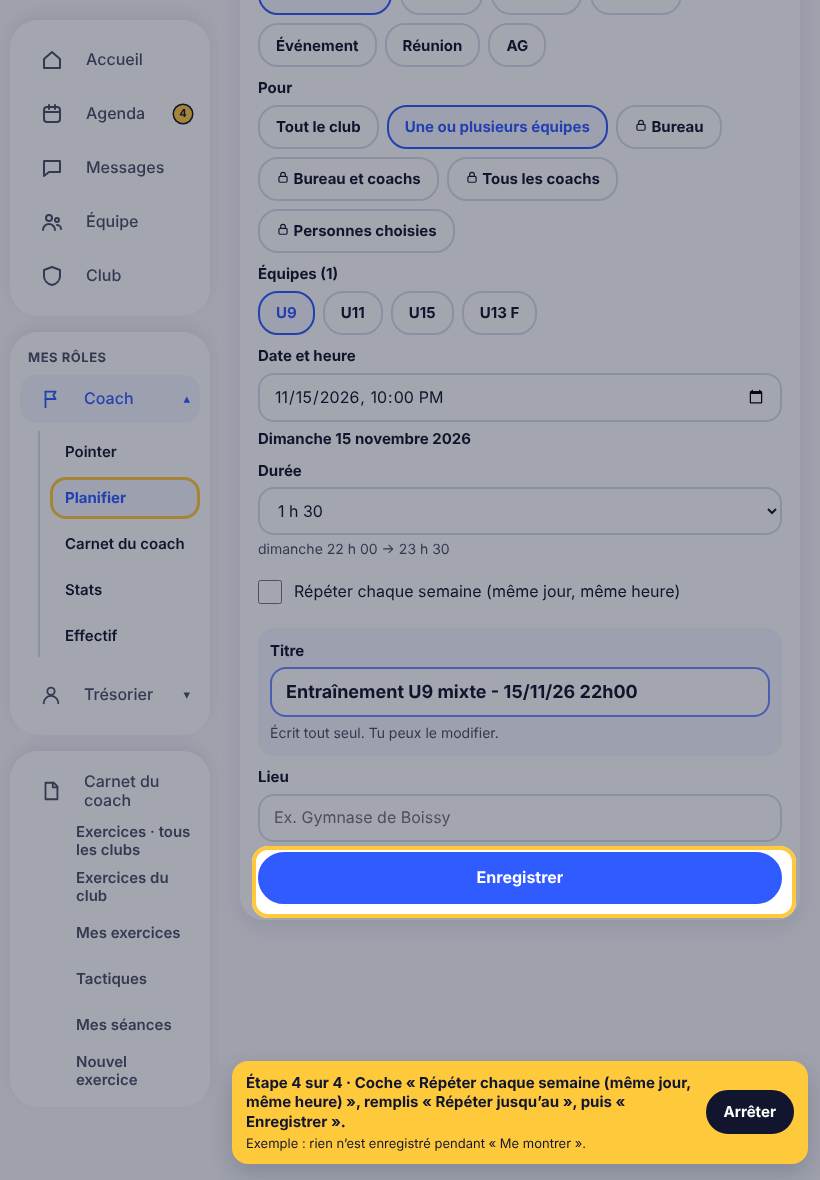 Accueil
Agenda
4
Messages
Équipe
Club
MES RÔLES
Coach
▴
Pointer
Planifier
Carnet du coach
Stats
Effectif
Trésorier
▾
Carnet du
coach
Exercices · tous
les clubs
Exercices du
club
Mes exercices
Tactiques
Mes séances
Nouvel
exercice
Événement
Réunion
AG
Pour
Tout le club
Une ou plusieurs équipes
Bureau
Bureau et coachs
Tous les coachs
Personnes choisies
Équipes (1)
U9
U11
U15
U13 F
Date et heure
11/15/2026, 10:00 PM
Dimanche 15 novembre 2026
Durée
1 h 30
dimanche 22 h 00 → 23 h 30
Répéter chaque semaine (même jour, même heure)
Titre
Entraînement U9 mixte - 15/11/26 22h00
Écrit tout seul. Tu peux le modifier.
Lieu
Ex. Gymnase de Boissy
Enregistrer
Étape 4 sur 4 · Coche « Répéter chaque semaine (même jour,
même heure) », remplis « Répéter jusqu’au », puis «
Enregistrer ».
Exemple : rien n’est enregistré pendant « Me montrer ».
Arrêter